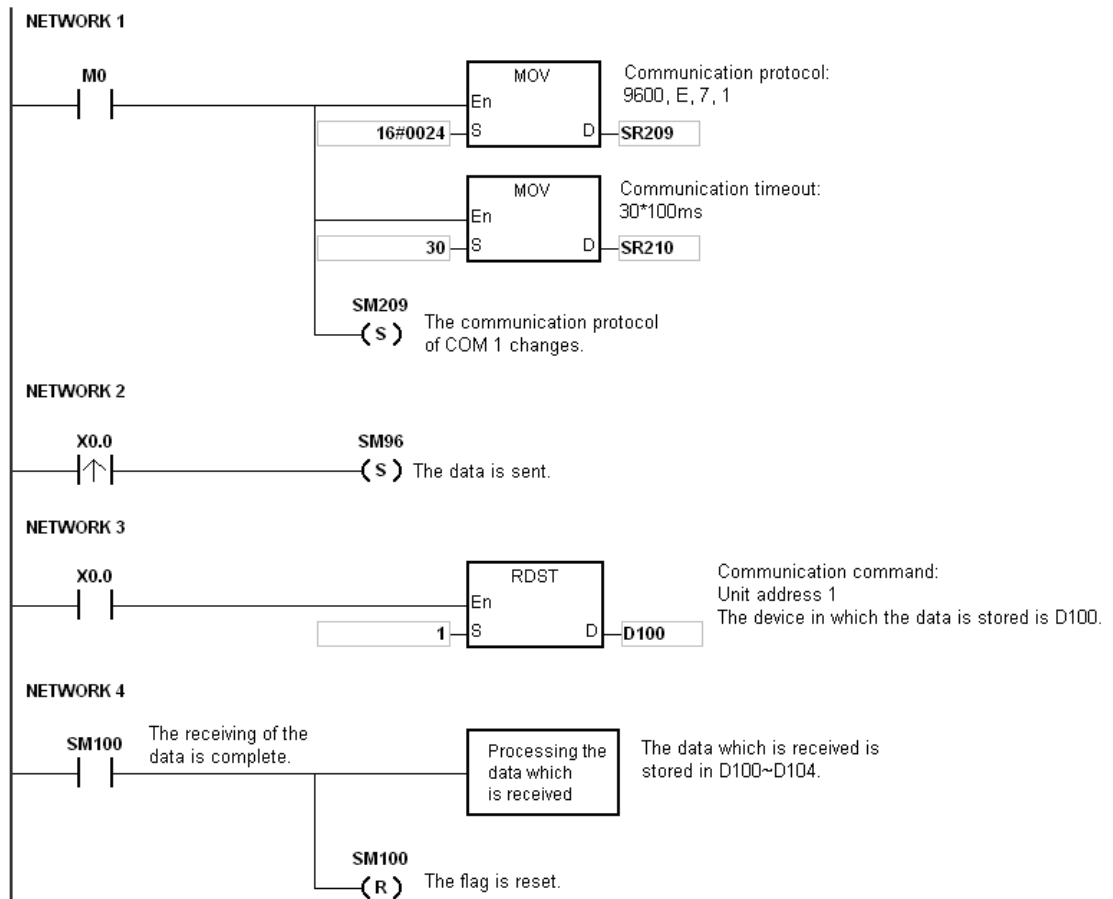 NETWORK 1
M0
MOV
En
16#0024
S
D
SR209
Communication protocol:
9600, E, 7, 1
MOV
En
30
S
D
SR210
Communication timeout:
30*100ms
SM209
( S )
The communication protocol
of COM 1 changes.
NETWORK 2
X0.0
SM96
( S )
The data is sent.
NETWORK 3
X0.0
RDST
En
1
S
D
D100
Communication command:
Unit address 1
The device in which the data is stored is D100.
NETWORK 4
SM100
The receiving of the
data is complete.
Processing the
data which
is received
The data which is received is
stored in D100~D104.
SM100
( R )
The flag is reset.